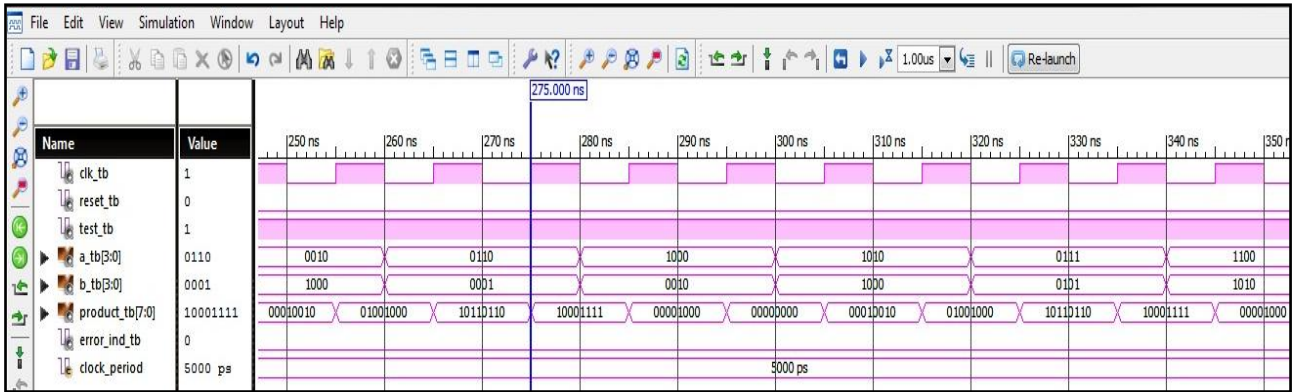 File Edit View Simulation Window Layout Help
1.00us Re-launch
275.000 ns
Name Value 250 ns 260 ns 270 ns 280 ns 290 ns 300 ns 310 ns 320 ns 330 ns 340 ns 350 n
clk_tb 1
reset_tb 0
test_tb 1
a_tb[3:0] 0110 0010 0110 1000 1010 0111 1100
b_tb[3:0] 0001 1000 0001 0010 1000 0101 1010
product_tb[7:0] 10001111 00010010 01001000 10110110 10001111 00001000 00000000 00010010 01001000 10110110 10001111 00001000
error_ind_tb 0
clock_period 5000 ps 5000 ps